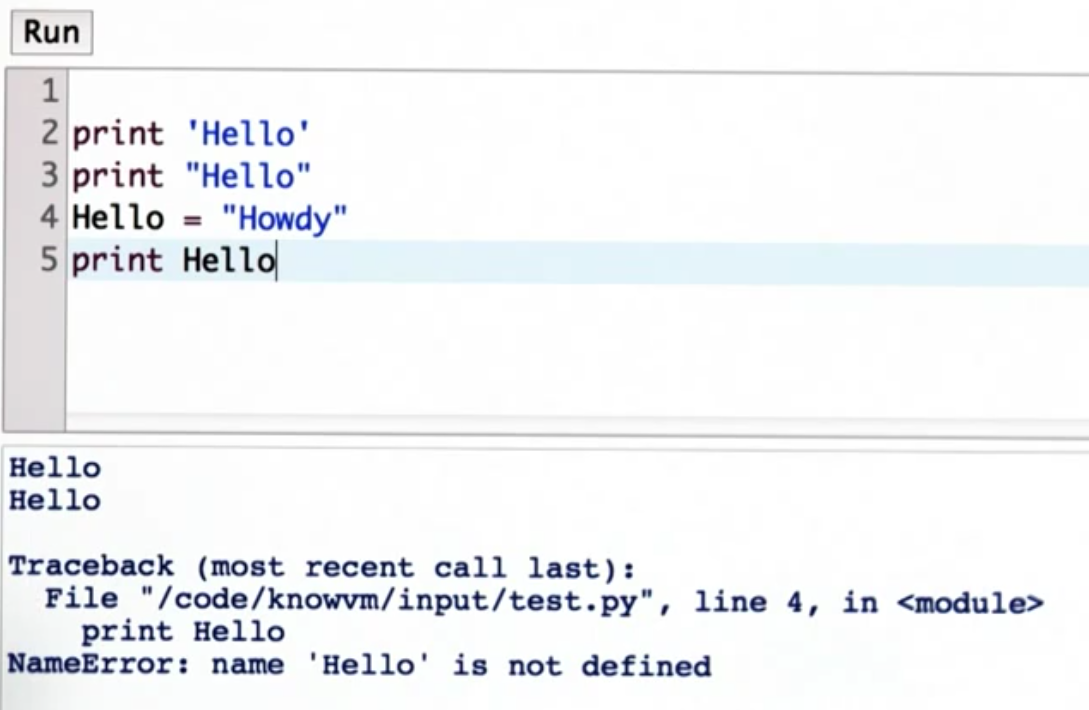 Run
1
2 print 'Hello'
3 print "Hello"
4 Hello = "Howdy"
5 print Hello
Hello
Hello
Traceback (most recent call last):
  File "/code/knowvm/input/test.py", line 4, in <module>
    print Hello
NameError: name 'Hello' is not defined